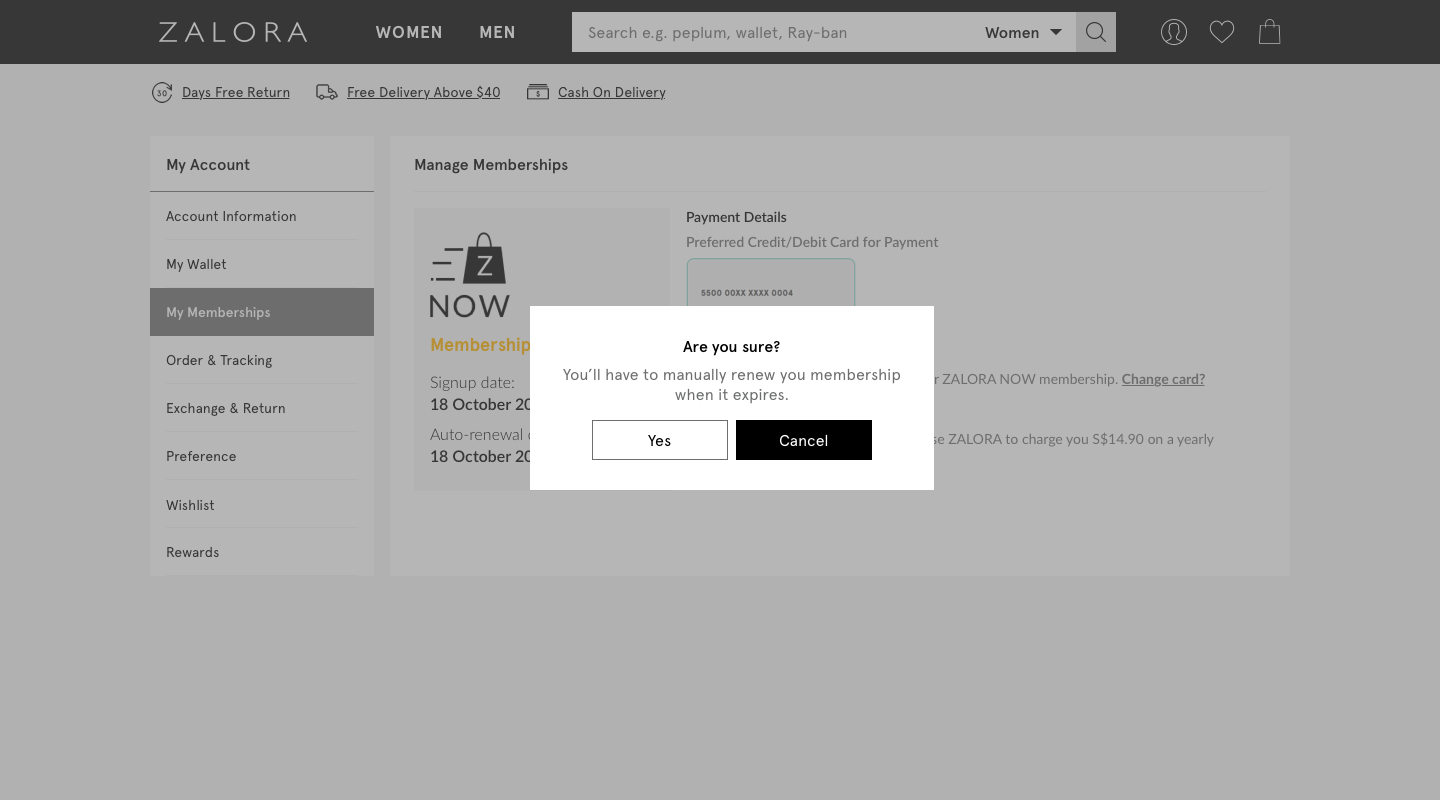 ZALORA
WOMEN
MEN
Search e.g. peplum, wallet, Ray-ban
Women
30
Days Free Return
Free Delivery Above $40
$
Cash On Delivery
My Account
Account Information
My Wallet
My Memberships
Order & Tracking
Exchange & Return
Preference
Wishlist
Rewards
Manage Memberships
Z
NOW
Membership
Signup date:
18 October 20
Auto-renewal
18 October 20
Payment Details
Preferred Credit/Debit Card for Payment
5500 00XX XXXX 0004
ZALORA NOW membership. Change card?
ZALORA to charge you S$14.90 on a yearly
Are you sure?
You’ll have to manually renew you membership
when it expires.
Yes
Cancel